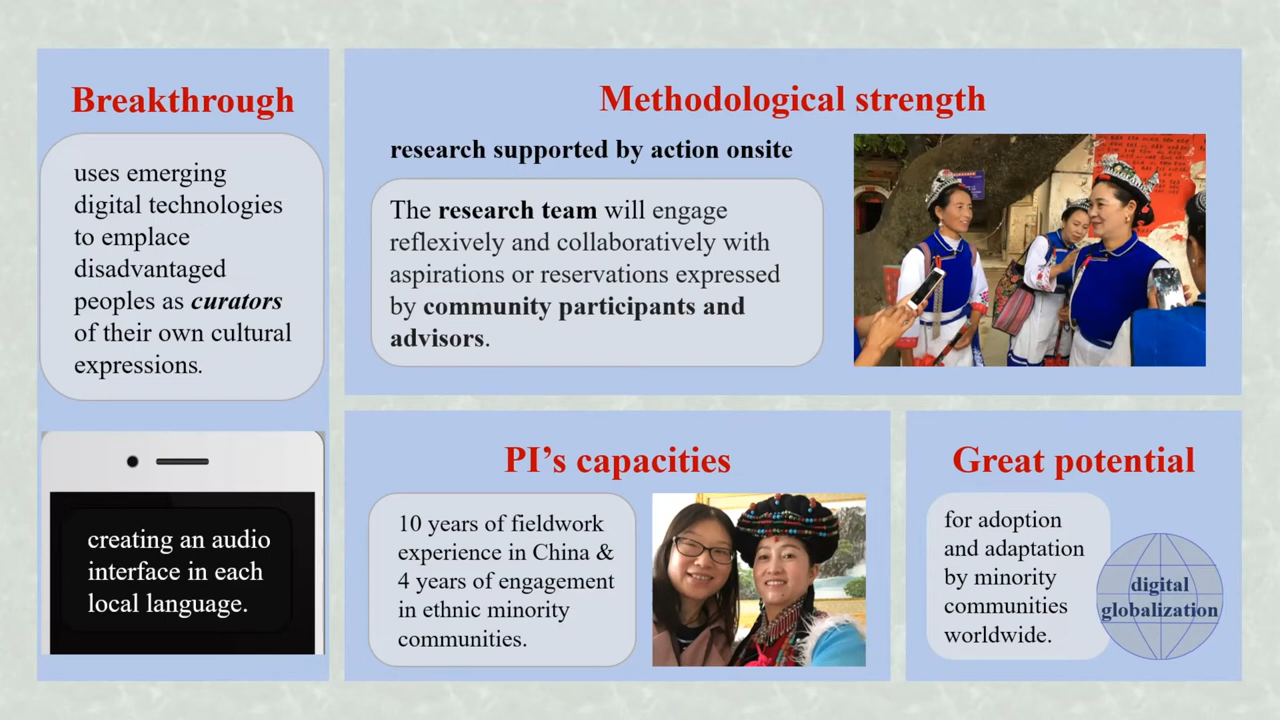 Breakthrough
uses emerging
digital technologies
to emplace
disadvantaged
peoples as curators
of their own cultural
expressions.
creating an audio
interface in each
local language.
Methodological strength
research supported by action onsite
The research team will engage
reflexively and collaboratively with
aspirations or reservations expressed
by community participants and
advisors.
PI’s capacities
10 years of fieldwork
experience in China &
4 years of engagement
in ethnic minority
communities.
Great potential
for adoption
and adaptation
by minority
communities
worldwide.
digital
globalization